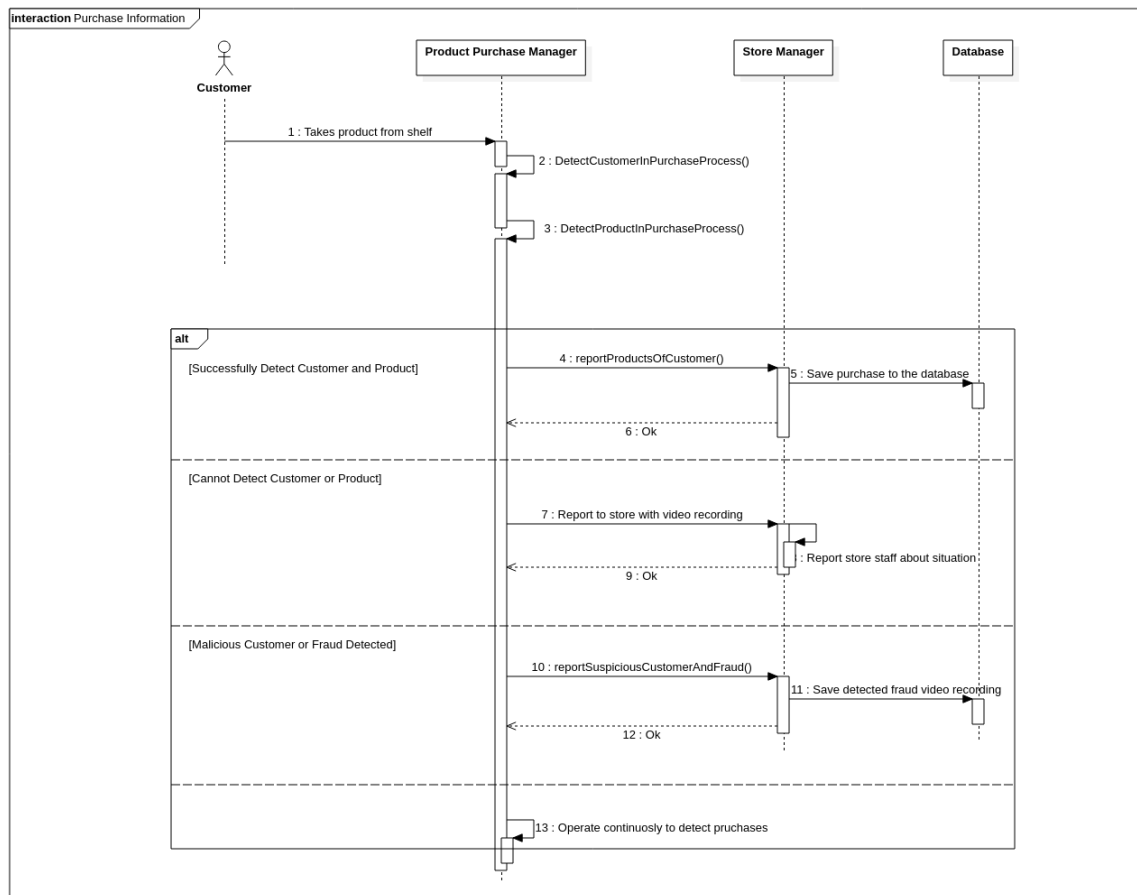 interaction Purchase Information
Product Purchase Manager
Store Manager
Database
Customer
1 : Takes product from shelf
2 : DetectCustomerInPurchaseProcess()
3 : DetectProductInPurchaseProcess()
alt
4 : reportProductsOfCustomer()
[Successfully Detect Customer and Product]
5 : Save purchase to the database
6 : Ok
[Cannot Detect Customer or Product]
7 : Report to store with video recording
: Report store staff about situation
9 : Ok
[Malicious Customer or Fraud Detected]
10 : reportSuspiciousCustomerAndFraud()
11 : Save detected fraud video recording
12 : Ok
13 : Operate continuosly to detect pruchases